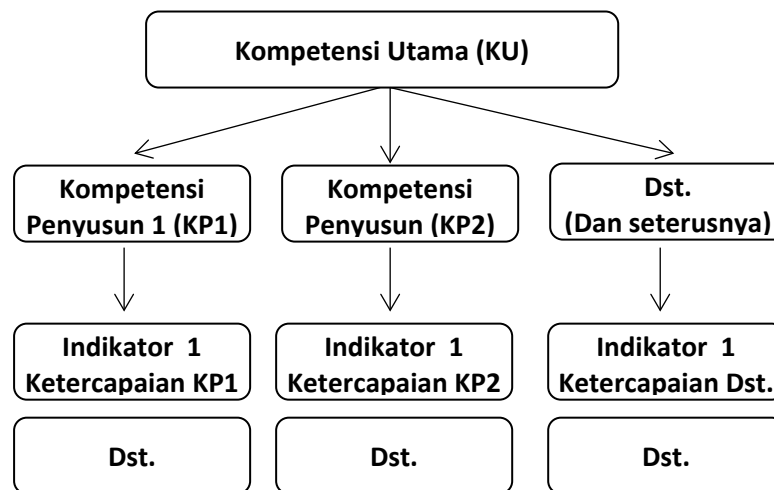 Kompetensi Utama (KU)
Kompetensi
Penyusun 1 (KP1)
Kompetensi
Penyusun (KP2)
Dst.
(Dan seterusnya)
Indikator 1
Ketercapaian KP1
Indikator 1
Ketercapaian KP2
Indikator 1
Ketercapaian Dst.
Dst.
Dst.
Dst.